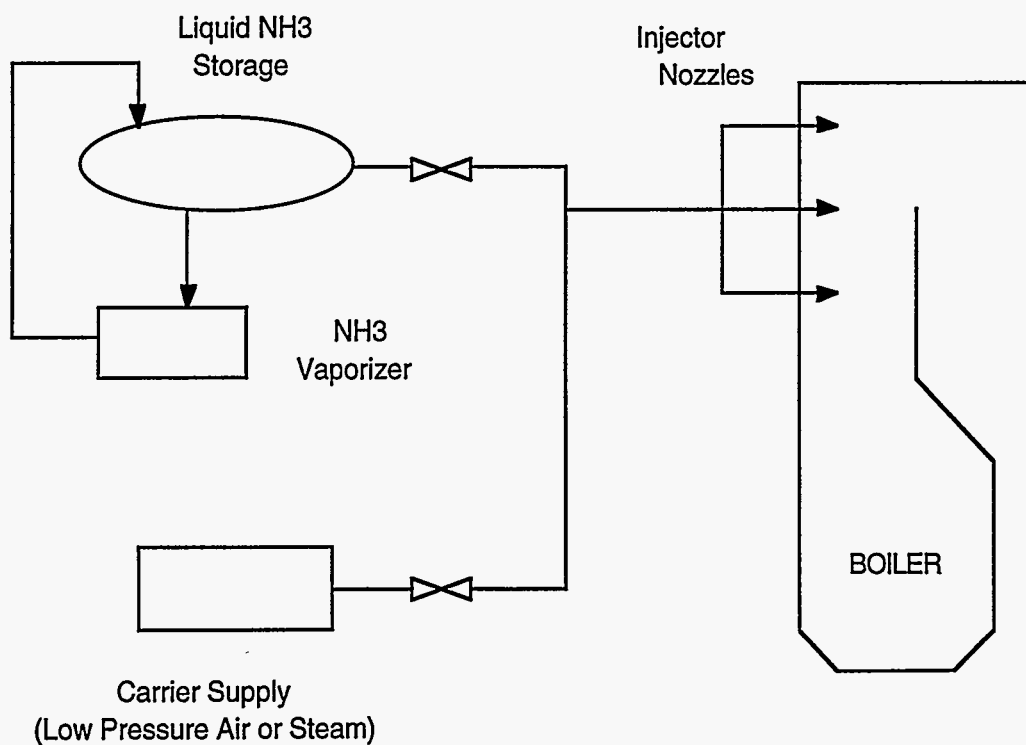 Liquid NH3
Storage
Injector
Nozzles
NH3
Vaporizer
BOILER
Carrier Supply
(Low Pressure Air or Steam)